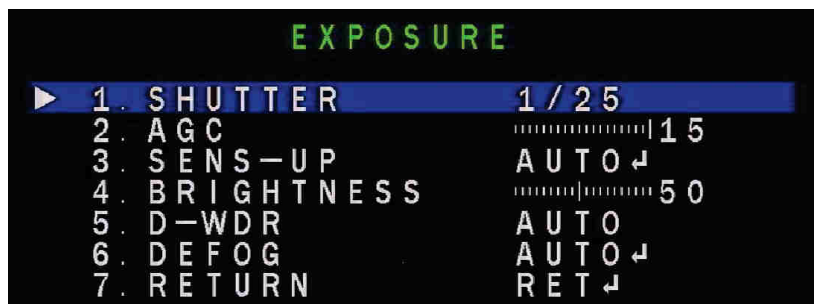 EXPOSURE
1. SHUTTER 1/25
2. AGC 15
3. SENS-UP AUTO↲
4. BRIGHTNESS 50
5. D-WDR AUTO
6. DEFOG AUTO↲
7. RETURN RET↲